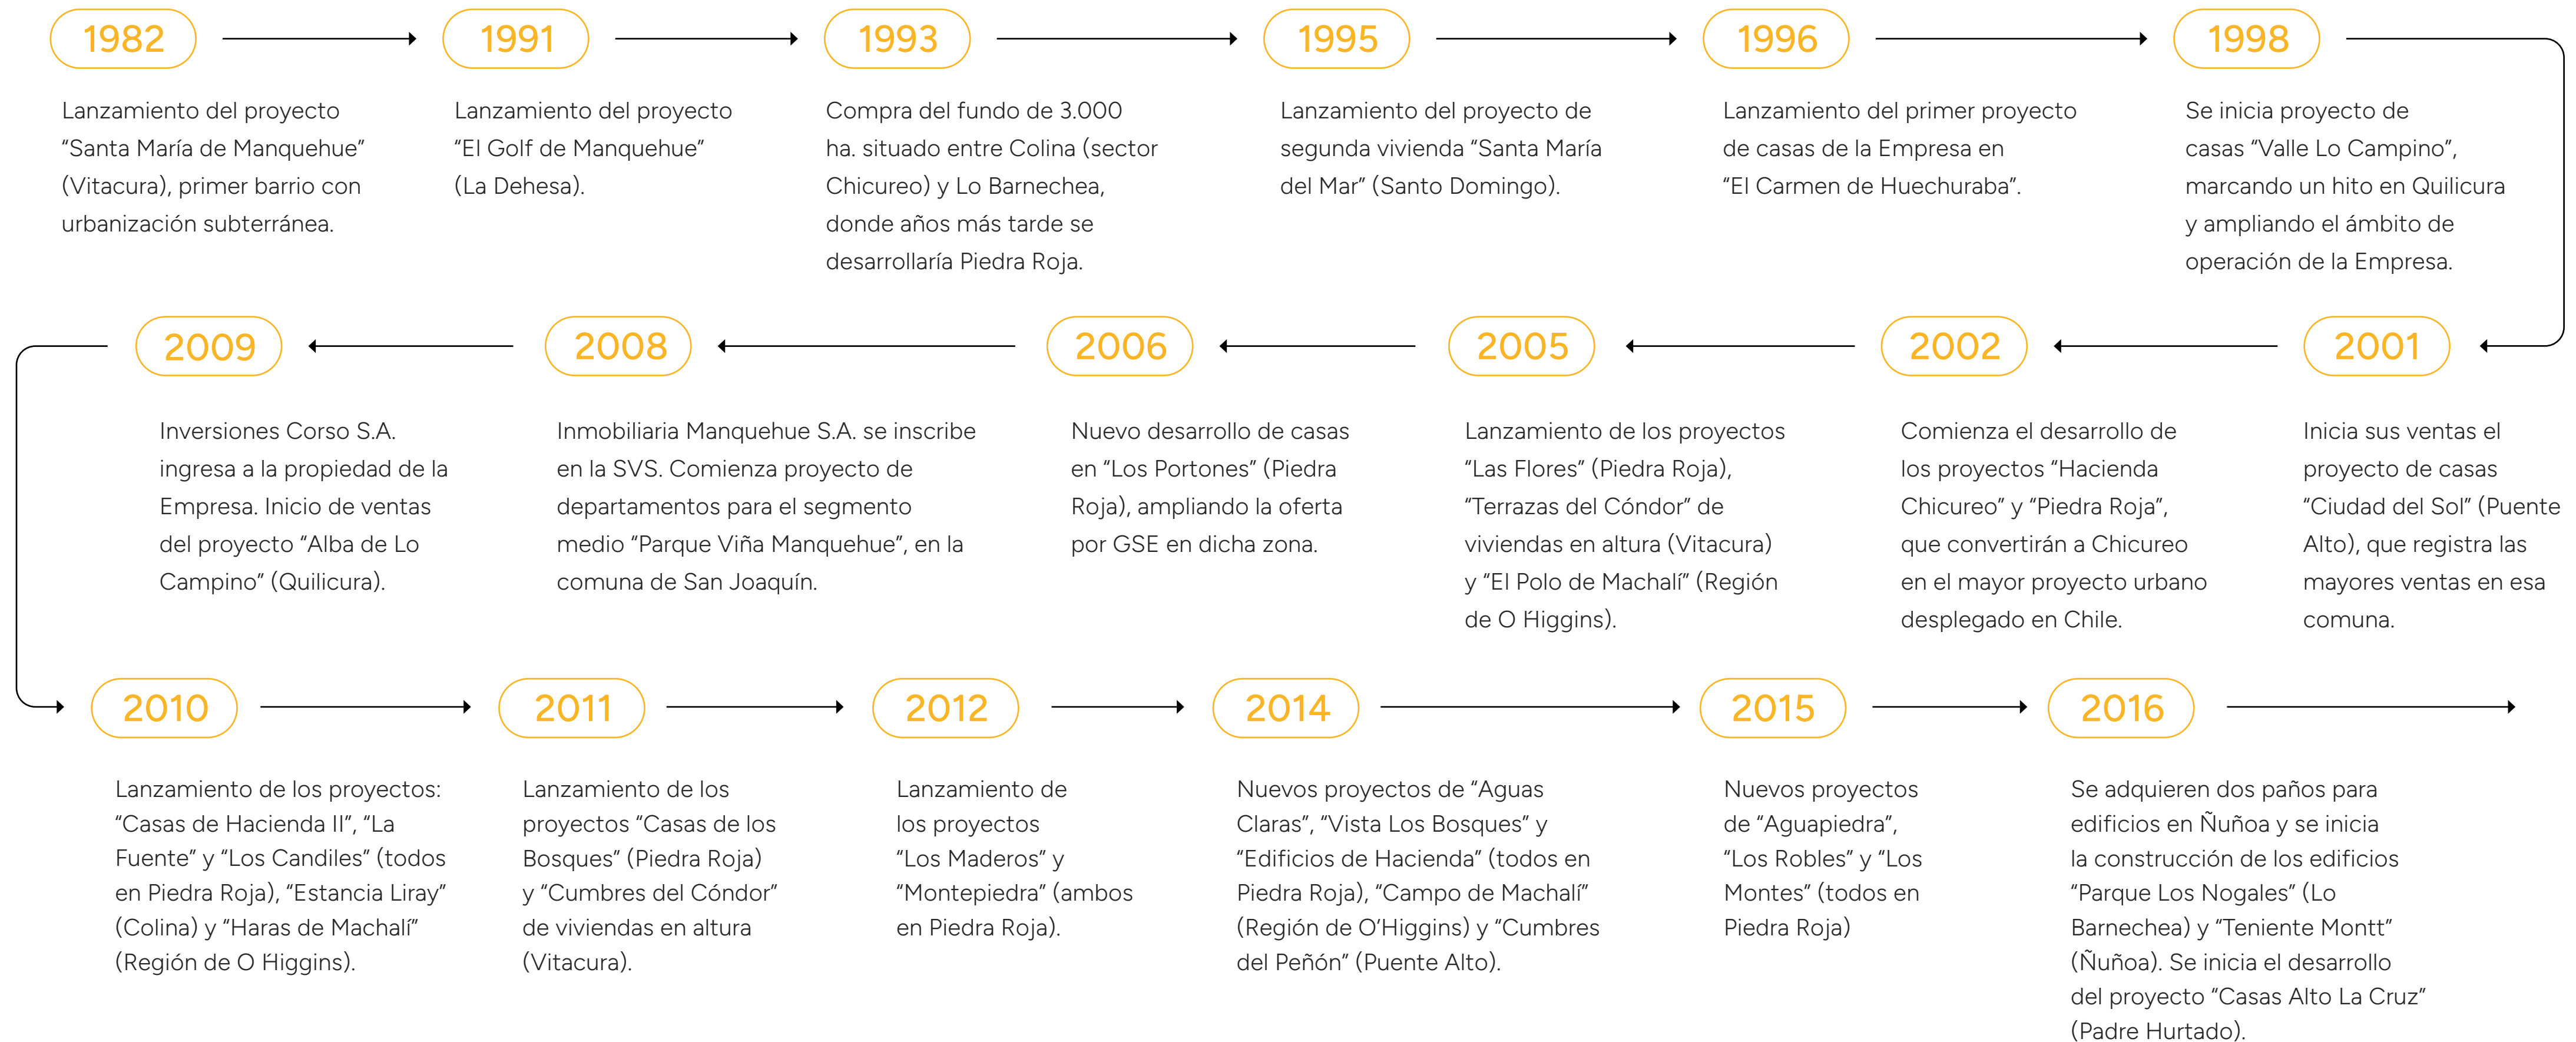 1982
Lanzamiento del proyecto
“Santa María de Manquehue”
(Vitacura), primer barrio con
urbanización subterránea.
1991
Lanzamiento del proyecto
“El Golf de Manquehue”
(La Dehesa).
1993
Compra del fundo de 3.000
ha. situado entre Colina (sector
Chicureo) y Lo Barnechea,
donde años más tarde se
desarrollaría Piedra Roja.
1995
Lanzamiento del proyecto de
segunda vivienda “Santa María
del Mar” (Santo Domingo).
1996
Lanzamiento del primer proyecto
de casas de la Empresa en
“El Carmen de Huechuraba”.
1998
Se inicia proyecto de
casas “Valle Lo Campino”,
marcando un hito en Quilicura
y ampliando el ámbito de
operación de la Empresa.
2001
Inicia sus ventas el
proyecto de casas
“Ciudad del Sol” (Puente
Alto), que registra las
mayores ventas en esa
comuna.
2002
Comienza el desarrollo de
los proyectos “Hacienda
Chicureo” y “Piedra Roja”,
que convertirán a Chicureo
en el mayor proyecto urbano
desplegado en Chile.
2005
Lanzamiento de los proyectos
“Las Flores” (Piedra Roja),
“Terrazas del Cóndor” de
viviendas en altura (Vitacura)
y “El Polo de Machalí” (Región
de O ́Higgins).
2006
Nuevo desarrollo de casas
en “Los Portones” (Piedra
Roja), ampliando la oferta
por GSE en dicha zona.
2008
Inmobiliaria Manquehue S.A. se inscribe
en la SVS. Comienza proyecto de
departamentos para el segmento
medio “Parque Viña Manquehue”, en la
comuna de San Joaquín.
2009
Inversiones Corso S.A.
ingresa a la propiedad de la
Empresa. Inicio de ventas
del proyecto “Alba de Lo
Campino” (Quilicura).
2010
Lanzamiento de los proyectos:
“Casas de Hacienda II”, “La
Fuente” y “Los Candiles” (todos
en Piedra Roja), “Estancia Liray”
(Colina) y “Haras de Machalí”
(Región de O Higgins).
2011
Lanzamiento de los
proyectos “Casas de los
Bosques” (Piedra Roja)
y “Cumbres del Cóndor”
de viviendas en altura
(Vitacura).
2012
Lanzamiento de
los proyectos
“Los Maderos” y
“Montepiedra” (ambos
en Piedra Roja).
2014
Nuevos proyectos de “Aguas
Claras”, “Vista Los Bosques” y
“Edificios de Hacienda” (todos en
Piedra Roja), “Campo de Machalí”
(Región de O’Higgins) y “Cumbres
del Peñón” (Puente Alto).
2015
Nuevos proyectos
de “Aguapiedra”,
“Los Robles” y “Los
Montes” (todos en
Piedra Roja)
2016
Se adquieren dos paños para
edificios en Ñuñoa y se inicia
la construcción de los edificios
“Parque Los Nogales” (Lo
Barnechea) y “Teniente Montt”
(Ñuñoa). Se inicia el desarrollo
del proyecto “Casas Alto La Cruz”
(Padre Hurtado).